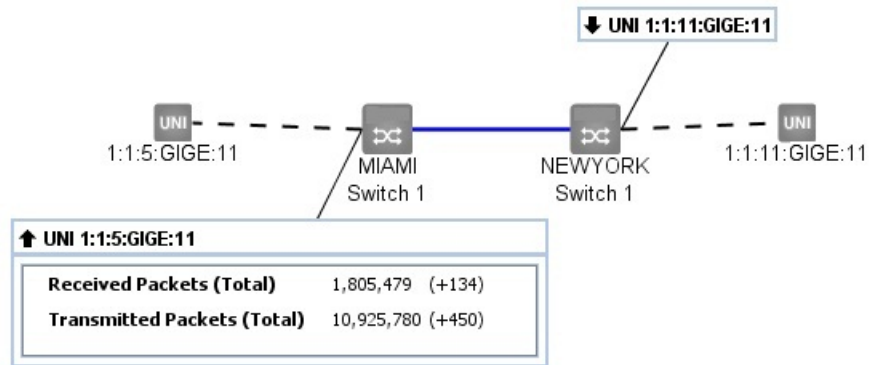 🡇 UNI 1:1:11:GIGE:11
UNI
UNI
1:1:5:GIGE:11
MIAMI
Switch 1
NEWYORK
Switch 1
1:1:11:GIGE:11
🡅 UNI 1:1:5:GIGE:11
Received Packets (Total) 1,805,479 (+134)
Transmitted Packets (Total) 10,925,780 (+450)